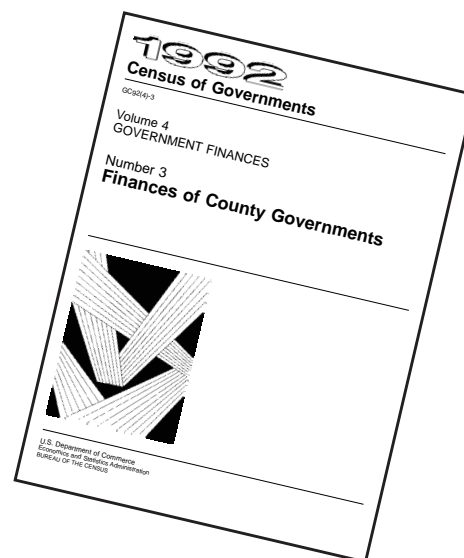 1992
Census of Governments
GC92(4)-3
Volume 4
GOVERNMENT FINANCES
Number 3
Finances of County Governments
U.S. Department of Commerce
Economics and Statistics Administration
BUREAU OF THE CENSUS